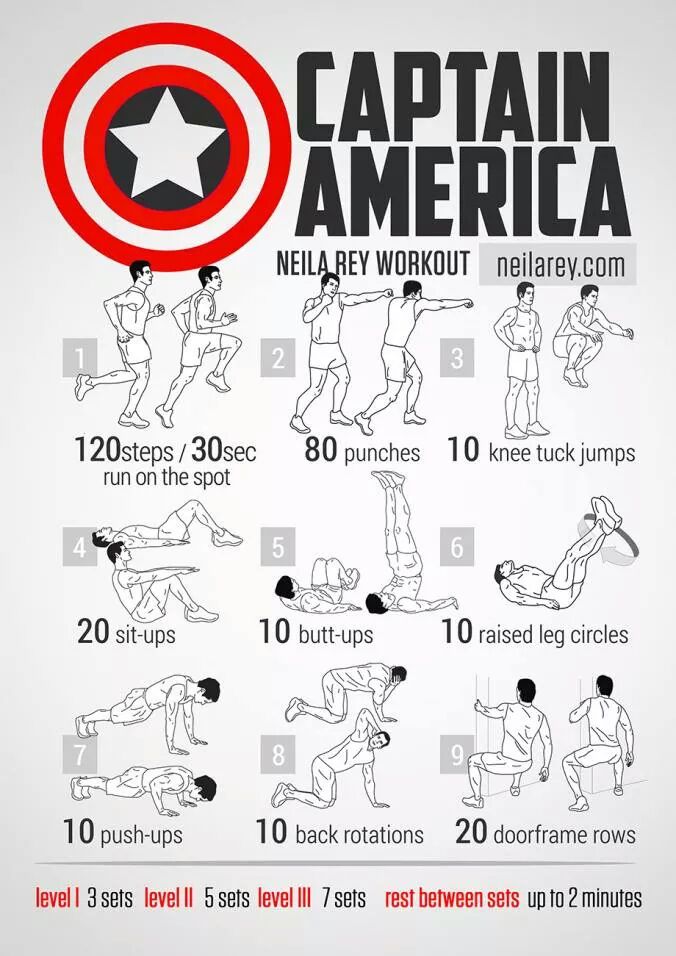 CAPTAIN
AMERICA
NEILA REY WORKOUT neilarey.com
1
120steps / 30sec
run on the spot
2
80 punches
3
10 knee tuck jumps
4
20 sit-ups
5
10 butt-ups
6
10 raised leg circles
7
10 push-ups
8
10 back rotations
9
20 doorframe rows
level I 3 sets level II 5 sets level III 7 sets rest between sets up to 2 minutes